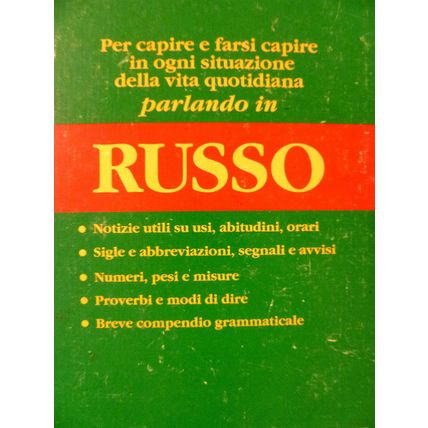 Per capire e farsi capire
in ogni situazione
della vita quotidiana
parlando in
RUSSO
• Notizie utili su usi, abitudini, orari
• Sigle e abbreviazioni, segnali e avvisi
• Numeri, pesi e misure
• Proverbi e modi di dire
• Breve compendio grammaticale